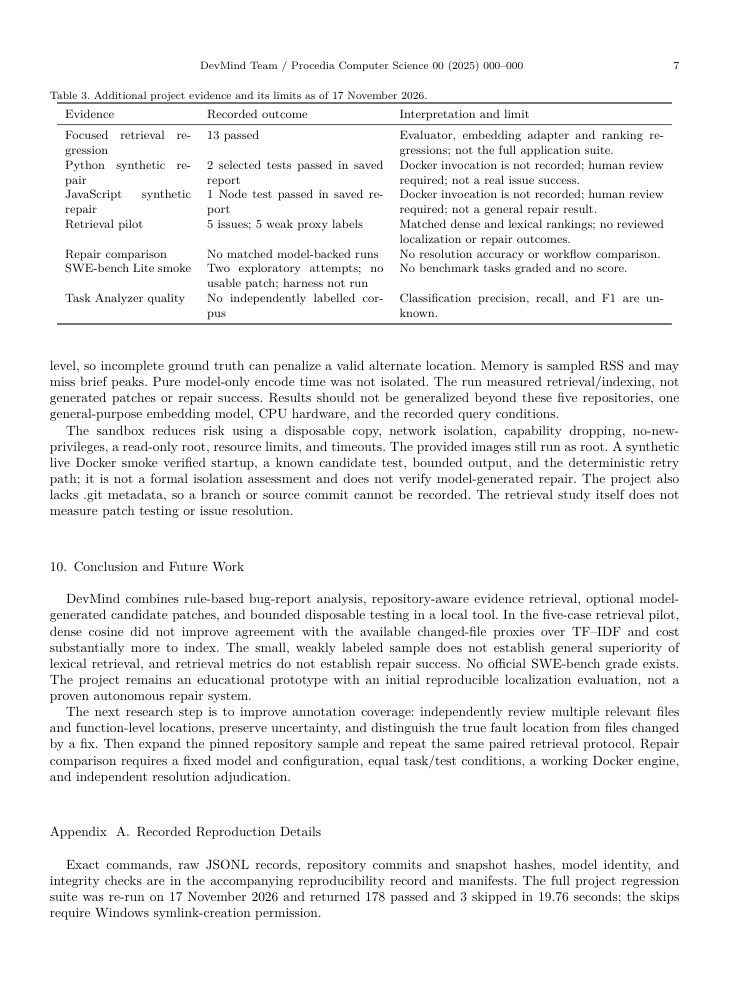 DevMind Team / Procedia Computer Science 00 (2025) 000–000 7
Table 3. Additional project evidence and its limits as of 17 November 2026.
Evidence Recorded outcome Interpretation and limit
Focused retrieval re- 13 passed Evaluator, embedding adapter and ranking re-
gression gressions; not the full application suite.
Python synthetic re- 2 selected tests passed in saved Docker invocation is not recorded; human review
pair report required; not a real issue success.
JavaScript synthetic 1 Node test passed in saved re- Docker invocation is not recorded; human review
repair port required; not a general repair result.
Retrieval pilot 5 issues; 5 weak proxy labels Matched dense and lexical rankings; no reviewed
localization or repair outcomes.
Repair comparison No matched model-backed runs No resolution accuracy or workflow comparison.
SWE-bench Lite smoke Two exploratory attempts; no No benchmark tasks graded and no score.
usable patch; harness not run
Task Analyzer quality No independently labelled cor- Classification precision, recall, and F1 are un-
pus known.
level, so incomplete ground truth can penalize a valid alternate location. Memory is sampled RSS and may
miss brief peaks. Pure model-only encode time was not isolated. The run measured retrieval/indexing, not
generated patches or repair success. Results should not be generalized beyond these five repositories, one
general-purpose embedding model, CPU hardware, and the recorded query conditions.
The sandbox reduces risk using a disposable copy, network isolation, capability dropping, no-new-
privileges, a read-only root, resource limits, and timeouts. The provided images still run as root. A synthetic
live Docker smoke verified startup, a known candidate test, bounded output, and the deterministic retry
path; it is not a formal isolation assessment and does not verify model-generated repair. The project also
lacks .git metadata, so a branch or source commit cannot be recorded. The retrieval study itself does not
measure patch testing or issue resolution.
10. Conclusion and Future Work
DevMind combines rule-based bug-report analysis, repository-aware evidence retrieval, optional model-
generated candidate patches, and bounded disposable testing in a local tool. In the five-case retrieval pilot,
dense cosine did not improve agreement with the available changed-file proxies over TF–IDF and cost
substantially more to index. The small, weakly labeled sample does not establish general superiority of
lexical retrieval, and retrieval metrics do not establish repair success. No official SWE-bench grade exists.
The project remains an educational prototype with an initial reproducible localization evaluation, not a
proven autonomous repair system.
The next research step is to improve annotation coverage: independently review multiple relevant files
and function-level locations, preserve uncertainty, and distinguish the true fault location from files changed
by a fix. Then expand the pinned repository sample and repeat the same paired retrieval protocol. Repair
comparison requires a fixed model and configuration, equal task/test conditions, a working Docker engine,
and independent resolution adjudication.
Appendix A. Recorded Reproduction Details
Exact commands, raw JSONL records, repository commits and snapshot hashes, model identity, and
integrity checks are in the accompanying reproducibility record and manifests. The full project regression
suite was re-run on 17 November 2026 and returned 178 passed and 3 skipped in 19.76 seconds; the skips
require Windows symlink-creation permission.